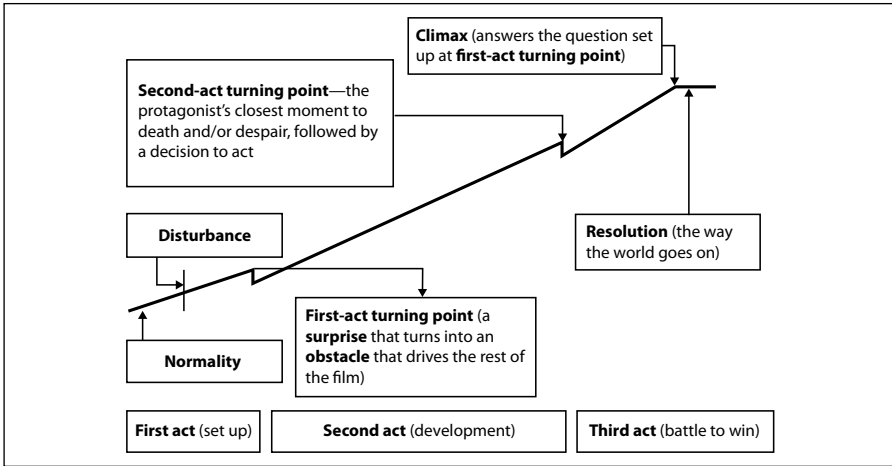 Climax (answers the question set
up at first-act turning point)
Second-act turning point—the
protagonist’s closest moment to
death and/or despair, followed by
a decision to act
Disturbance
Resolution (the way
the world goes on)
First-act turning point (a
surprise that turns into an
obstacle that drives the rest of
the film)
Normality
First act (set up)
Second act (development)
Third act (battle to win)